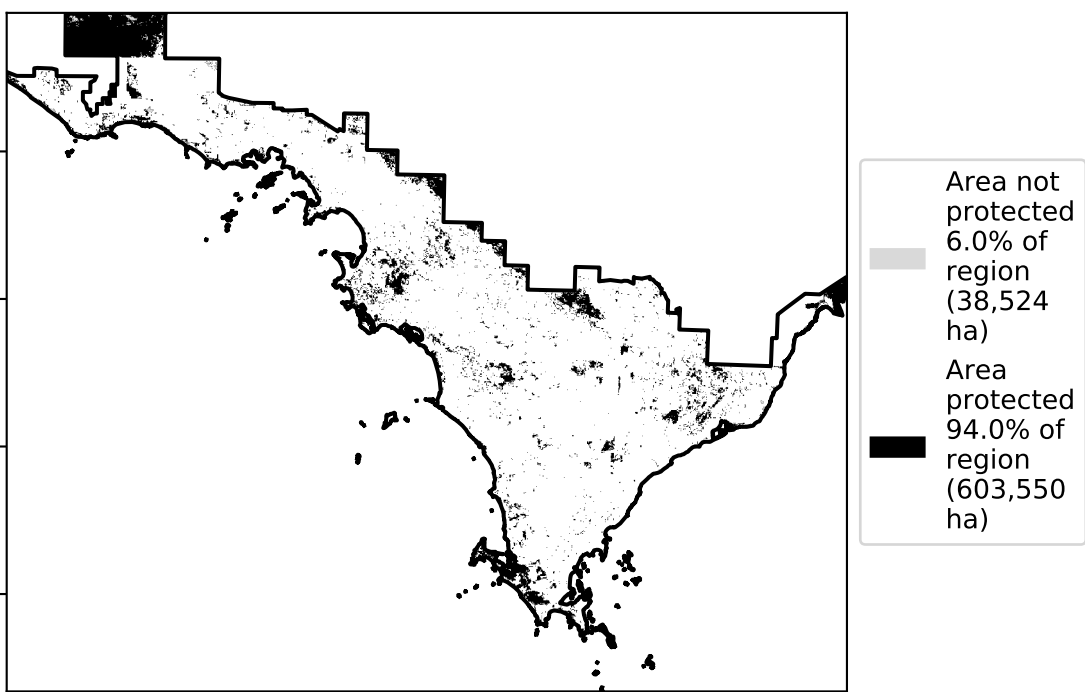 Area not
protected
6.0% of
region
(38,524
ha)
Area
protected
94.0% of
region
(603,550
ha)